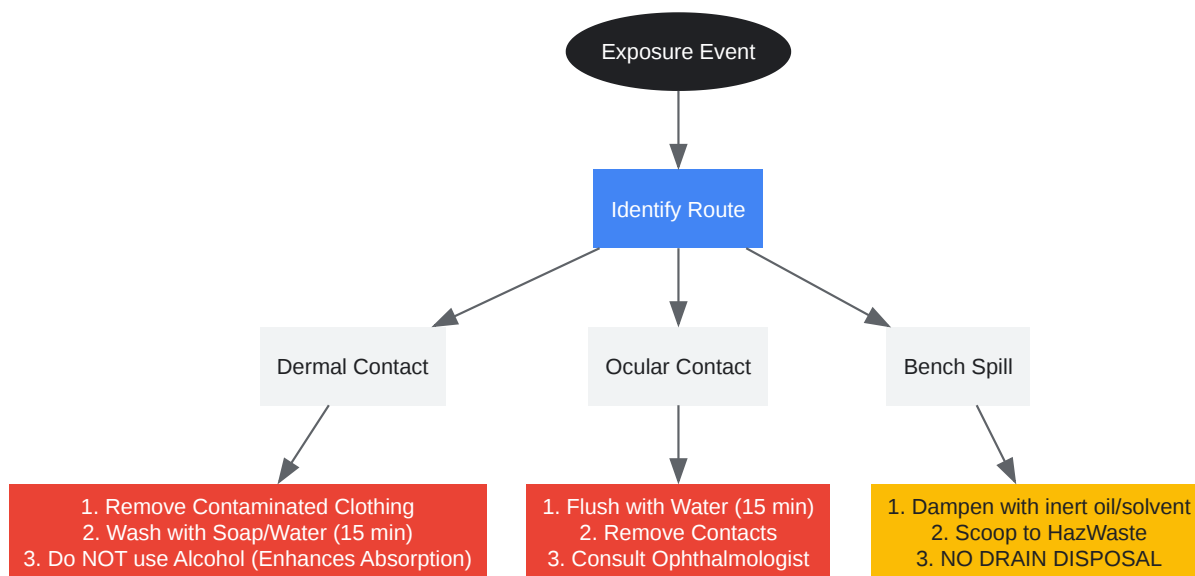 Exposure Event
Identify Route
Dermal Contact
Ocular Contact
Bench Spill
1. Remove Contaminated Clothing
2. Wash with Soap/Water (15 min)
3. Do NOT use Alcohol (Enhances Absorption)
1. Flush with Water (15 min)
2. Remove Contacts
3. Consult Ophthalmologist
1. Dampen with inert oil/solvent
2. Scoop to HazWaste
3. NO DRAIN DISPOSAL